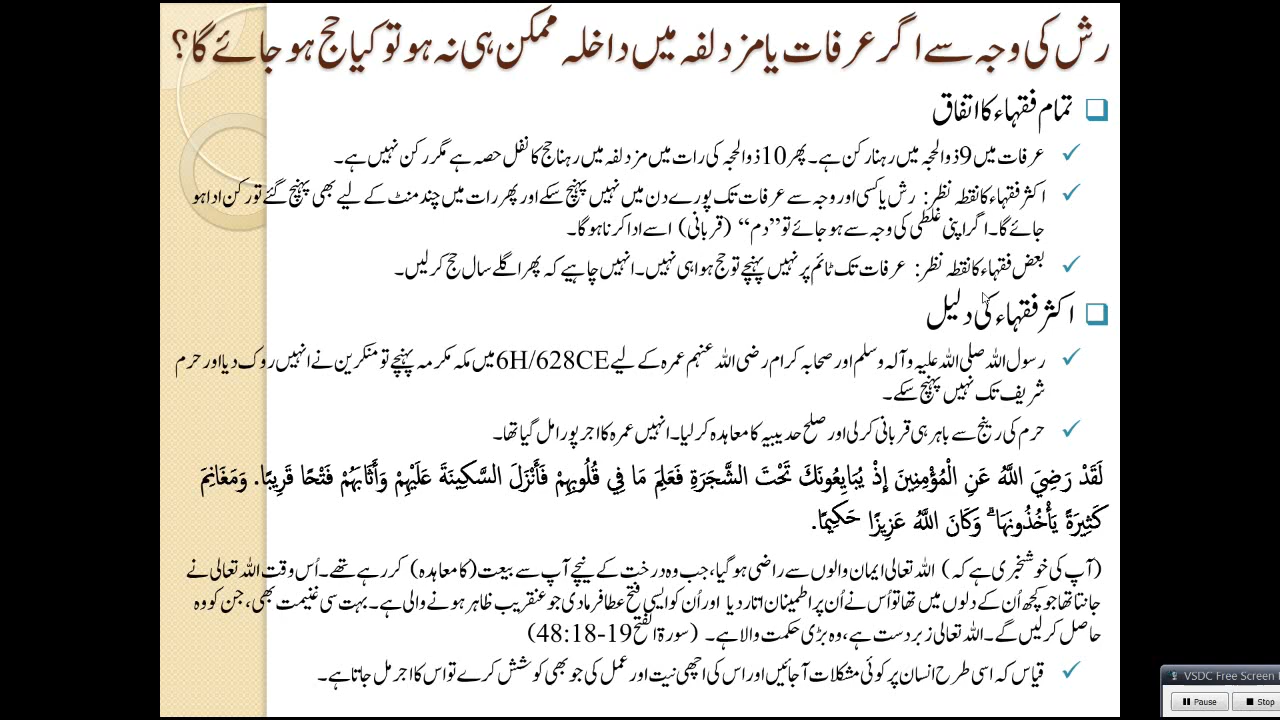 رش کی وجہ سے اگر عرفات یا مزدلفہ میں داخلہ ممکن ہی نہ ہو تو کیا حج ہو جائے گا؟
تمام فقہاء کا اتفاق
عرفات میں 9 ذوالحجہ میں رہنا رکن ہے۔ پھر 10 ذوالحجہ کی رات میں مزدلفہ میں رہنا حج کا نفل حصہ ہے مگر رکن نہیں ہے۔
اکثر فقہاء کا نقطہ نظر: رش یا کسی اور وجہ سے عرفات تک پورے دن میں نہیں پہنچ سکے اور پھر رات میں چند منٹ کے لیے بھی پہنچ گئے تو رکن ادا ہو
جائے گا۔ اگر اپنی غلطی کی وجہ سے ہو جائے تو ”دم“ (قربانی) اسے ادا کرنا ہو گا۔
بعض فقہاء کا نقطہ نظر: عرفات تک ٹائم پر نہیں پہنچے تو حج ہوا ہی نہیں۔ انہیں چاہیے کہ پھر اگلے سال حج کر لیں۔
اکثر فقہاء کی دلیل
رسول اللہ صلی اللہ علیہ وآلہ وسلم اور صحابہ کرام رضی اللہ عنہم عمرہ کے لیے 6H/628CE میں مکہ مکرمہ پہنچے تو منکرین نے انہیں روک دیا اور حرم
شریف تک نہیں پہنچ سکے۔
حرم کی رینج سے باہر ہی قربانی کر لی اور صلح حدیبیہ کا معاہدہ کر لیا۔ انہیں عمرہ کا اجر پورا مل گیا تھا۔
لَقَدْ رَضِيَ اللَّهُ عَنِ الْمُؤْمِنِينَ إِذْ يُبَايِعُونَكَ تَحْتَ الشَّجَرَةِ فَعَلِمَ مَا فِي قُلُوبِهِمْ فَأَنْزَلَ السَّكِينَةَ عَلَيْهِمْ وَأَثَابَهُمْ فَتْحًا قَرِيبًا. وَمَغَانِمَ
كَثِيرَةً يَأْخُذُونَهَا ۗ وَكَانَ اللَّهُ عَزِيزًا حَكِيمًا.
(آپ کی خوشخبری ہے کہ) اللہ تعالی ایمان والوں سے راضی ہو گیا، جب وہ درخت کے نیچے آپ سے بیعت (کا معاہدہ) کر رہے تھے۔ اُس وقت اللہ تعالی نے
جانتا تھا جو کچھ اُن کے دلوں میں تھا تو اُس نے اُن پر اطمینان اتار دیا اور اُن کو ایسی فتح عطا فرما دی جو عنقریب ظاہر ہونے والی ہے۔ بہت سی غنیمت بھی، جن کو وہ
حاصل کر لیں گے۔ اللہ تعالی زبردست ہے، وہ بڑی حکمت والا ہے۔ (سورۃ الفتح 19-48:18)
قیاس کہ اسی طرح انسان پر کوئی مشکلات آ جائیں اور اس کی اچھی نیت اور عمل کی جو بھی کوشش کرے تو اس کا اجر مل جاتا ہے۔
VSDC Free Screen
Pause
Stop